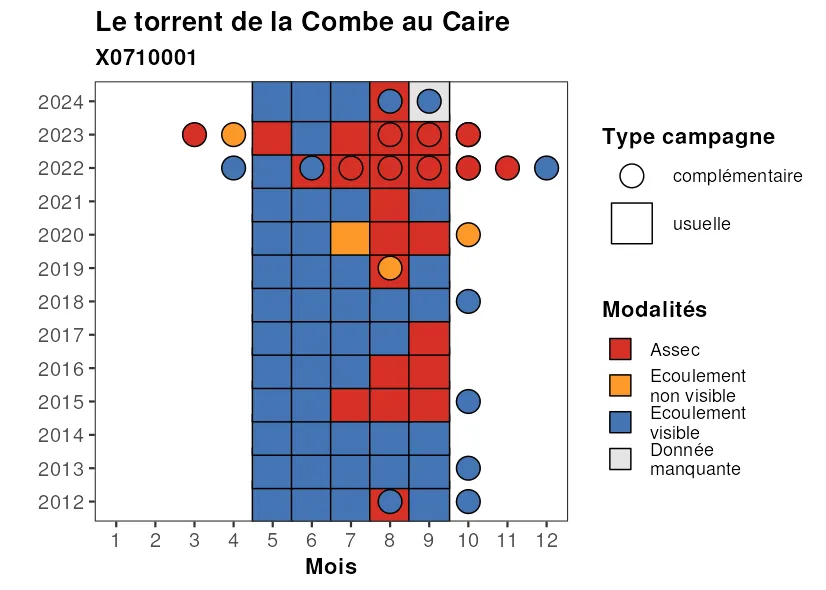 Le torrent de la Combe au Caire
X0710001
2024
2023
2022
2021
2020
2019
2018
2017
2016
2015
2014
2013
2012
1 2 3 4 5 6 7 8 9 10 11 12
Mois
Type campagne
complémentaire
usuelle
Modalités
Assec
Ecoulement
non visible
Ecoulement
visible
Donnée
manquante